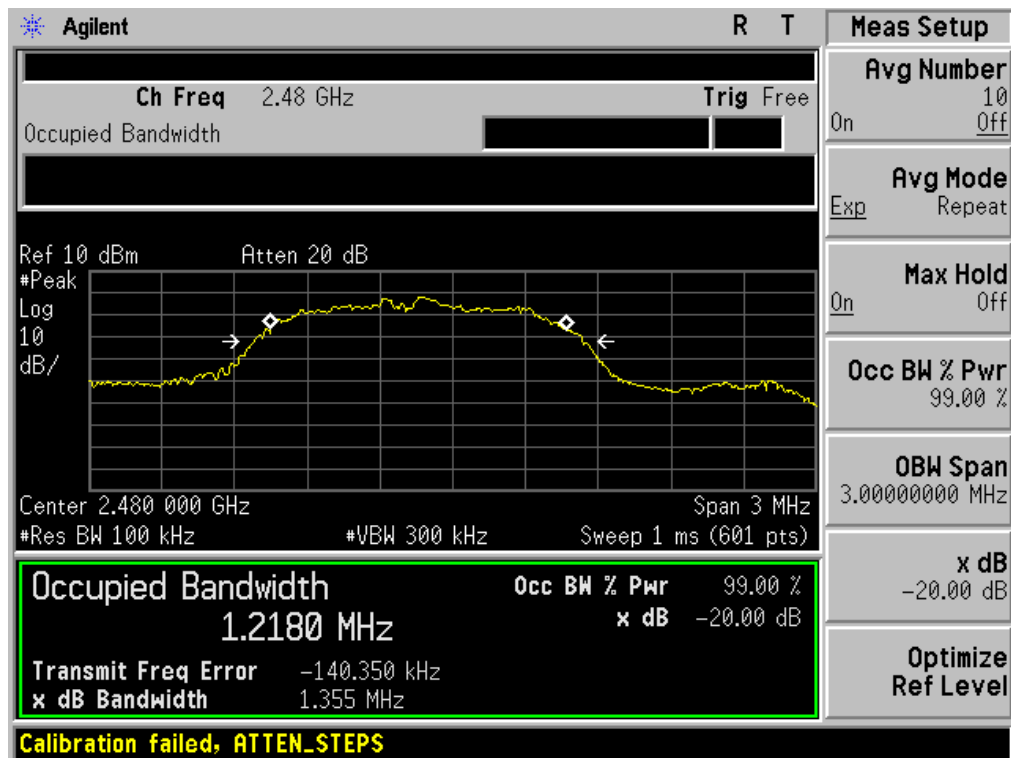 Agilent R T
Ch Freq 2.48 GHz Trig Free
Occupied Bandwidth
Ref 10 dBm Atten 20 dB
#Peak
Log
10
dB/
Center 2.480 000 GHz Span 3 MHz
#Res BW 100 kHz #VBW 300 kHz Sweep 1 ms (601 pts)
Occupied Bandwidth Occ BW % Pwr 99.00 %
1.2180 MHz x dB -20.00 dB
Transmit Freq Error -140.350 kHz
x dB Bandwidth 1.355 MHz
Calibration failed, ATTEN_STEPS
Meas Setup
Avg Number
10
On Off
Avg Mode
Exp Repeat
Max Hold
On Off
Occ BW % Pwr
99.00 %
OBW Span
3.00000000 MHz
x dB
-20.00 dB
Optimize
Ref Level